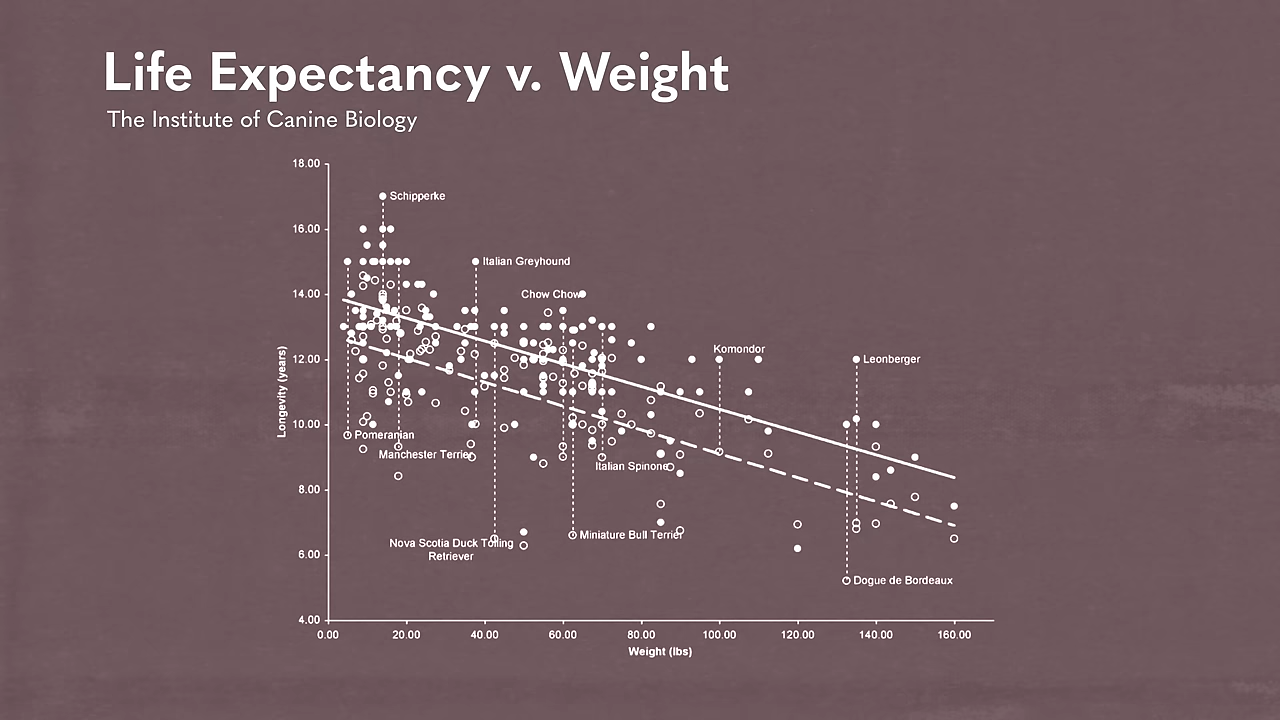 Life Expectancy v. Weight
The Institute of Canine Biology
18.00
Schipperke
16.00
Italian Greyhound
14.00
Chow Chow
Komondor
12.00
Leonberger
Longevity (years)
10.00
Pomeranian
Manchester Terrier
Italian Spinone
8.00
Nova Scotia Duck Tolling
Retriever
Miniature Bull Terrier
6.00
Dogue de Bordeaux
4.00
0.00 20.00 40.00 60.00 80.00 100.00 120.00 140.00 160.00
Weight (lbs)